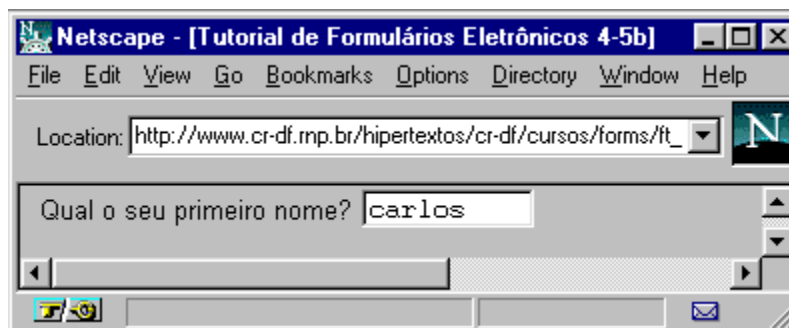 Netscape - [Tutorial de Formulários Eletrônicos 4-5b]
File Edit View Go Bookmarks Options Directory Window Help
Location: http://www.cr-df.rnp.br/hipertextos/cr-df/cursos/forms/ft_
N
Qual o seu primeiro nome? carlos